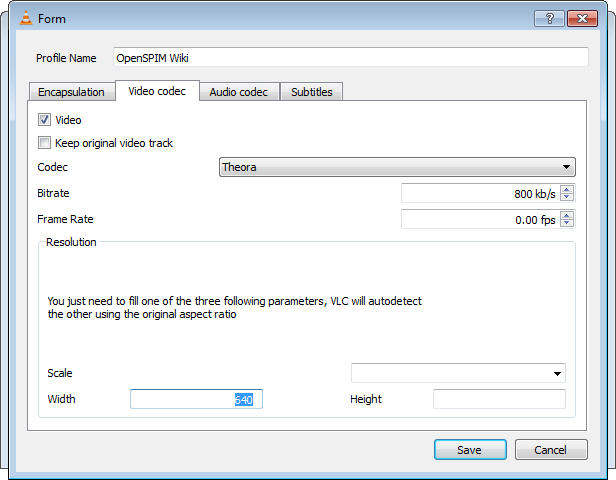 Form
?
Profile Name OpenSPIM Wiki
Encapsulation Video codec Audio codec Subtitles
Video
Keep original video track
Codec Theora
Bitrate 800 kb/s
Frame Rate 0.00 fps
Resolution
You just need to fill one of the three following parameters, VLC will autodetect
the other using the original aspect ratio
Scale
Width 640 Height
Save Cancel